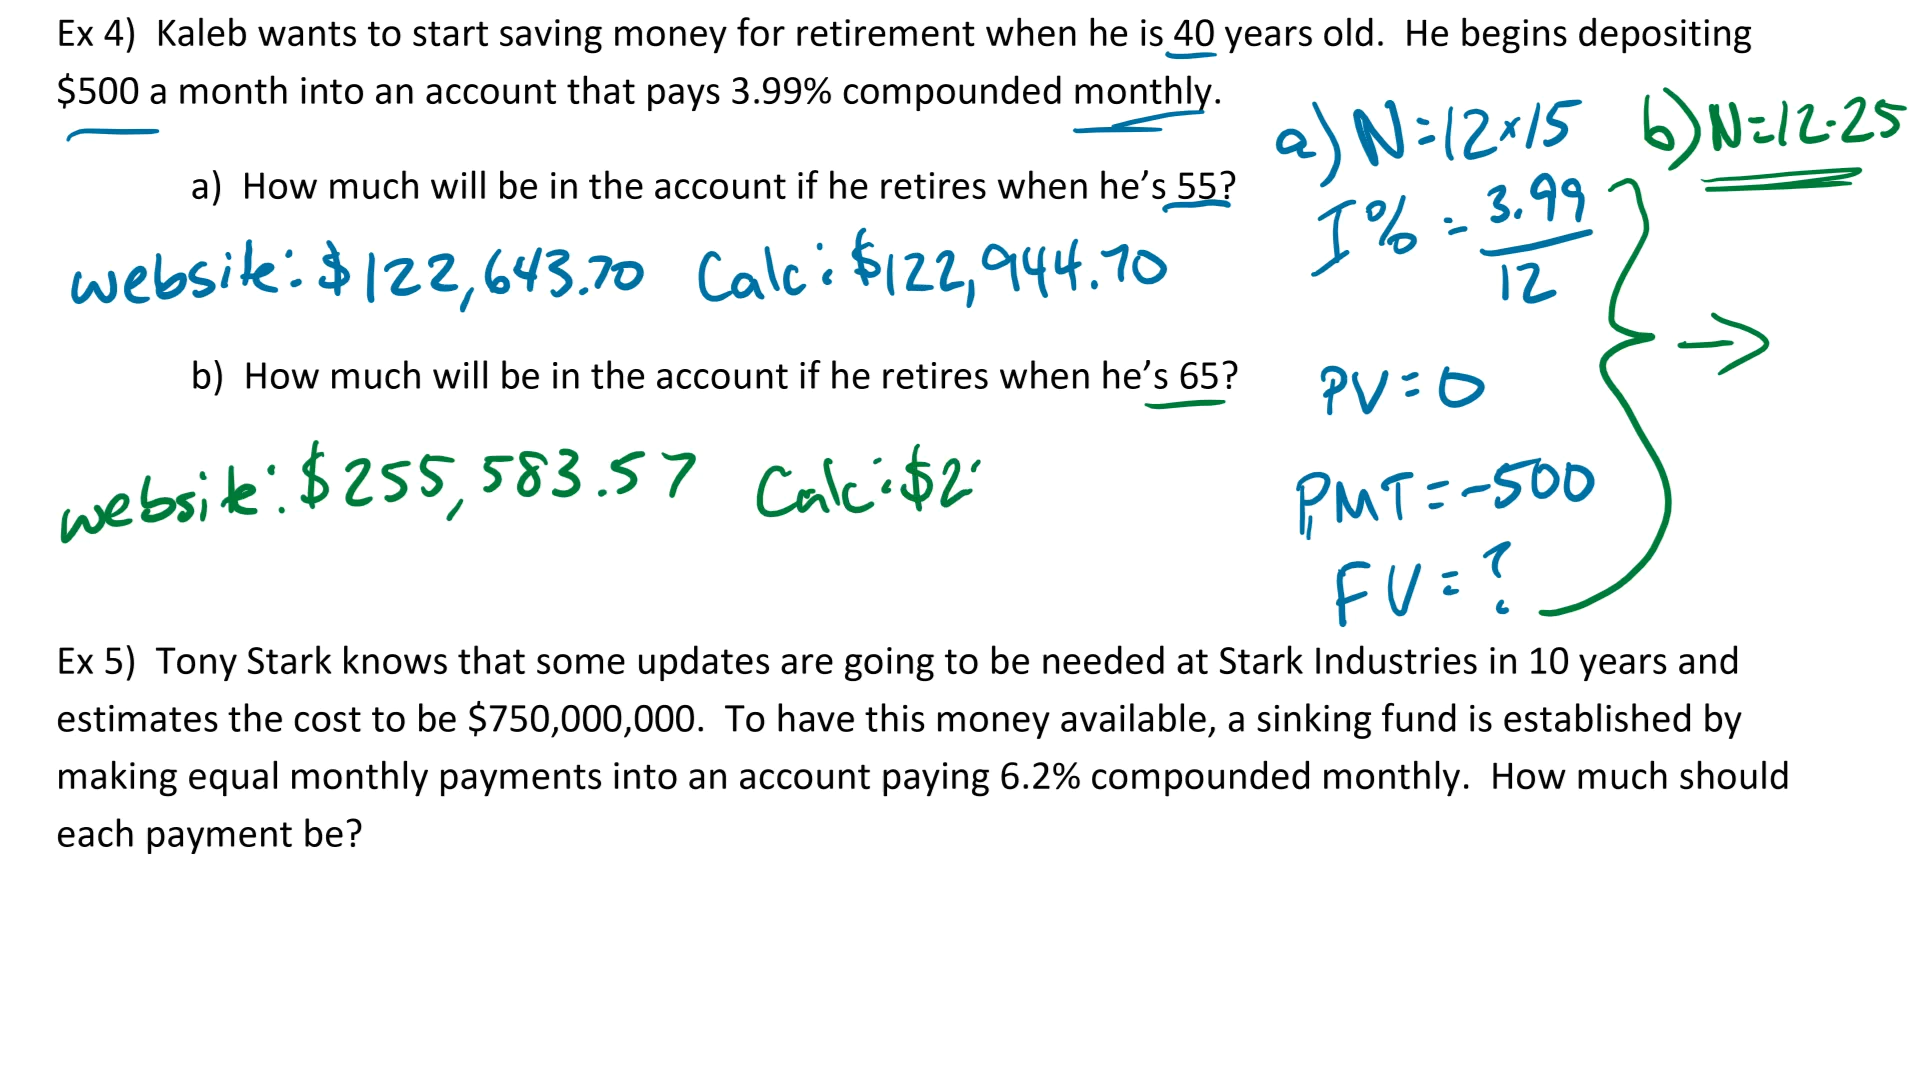 Ex 4) Kaleb wants to start saving money for retirement when he is 40 years old. He begins depositing
$500 a month into an account that pays 3.99% compounded monthly.
a) How much will be in the account if he retires when he's 55?
website: $122,643.70 Calc: $122,944.70
b) How much will be in the account if he retires when he's 65?
website: $255,583.57 Calc: $2
a) N=12×15
I% = 3.99
12
PV=0
PMT=-500
FV=?
b) N=12·25
Ex 5) Tony Stark knows that some updates are going to be needed at Stark Industries in 10 years and
estimates the cost to be $750,000,000. To have this money available, a sinking fund is established by
making equal monthly payments into an account paying 6.2% compounded monthly. How much should
each payment be?